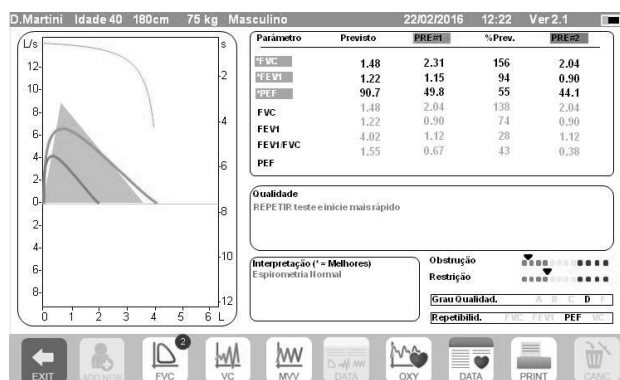 D.Martini Idade 40 180cm 75 kg Masculino 22/02/2016 12:22 Ver 2.1
L/s s
12 10 8 6 4 2 0 2 4 6 8
-2 -4 -6 -8 -10 -12
0 1 2 3 4 5 6 L
Parámetro Previsto PRE#1 %Prev. PRE#2
*FVC 1.48 2.31 156 2.04
*FEV1 1.22 1.15 94 0.90
*PEF 90.7 49.8 55 44.1
FVC 1.48 2.04 138 2.04
FEV1 1.22 0.90 74 0.90
FEV1/FVC 4.02 1.12 28 1.12
PEF 1.55 0.67 43 0.38
Qualidade
REPETIR teste e inicie mais rápido
Interpretação (* = Melhores)
Espirometria Normal
Obstrução
Restrição
Grau Qualidad. A B C D F
Repetibilid. FVC FEV1 PEF VC
2
EXIT ADD NEW FVC VC MVV DATA OXY DATA PRINT CANC